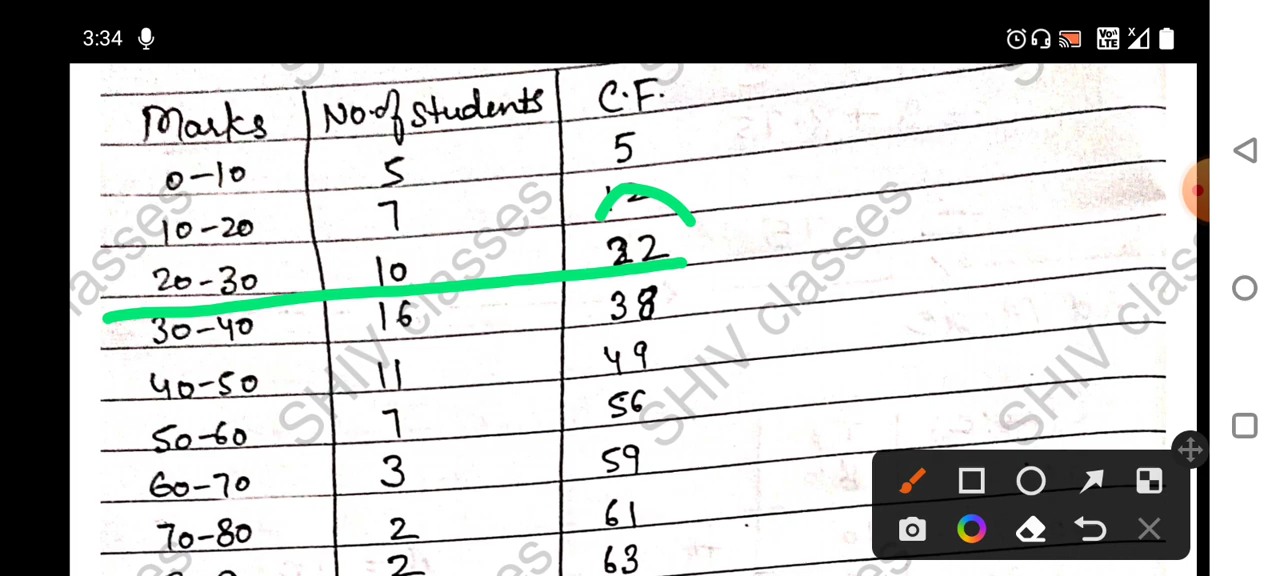 3:34
Vo))
LTE
X
Marks No. of students C.F.
0-10 5 5
10-20 7
20-30 10 22
30-40 16 38
40-50 11 49
50-60 7 56
60-70 3 59
70-80 2 61
2 63
SHIV classes
SHIV classes